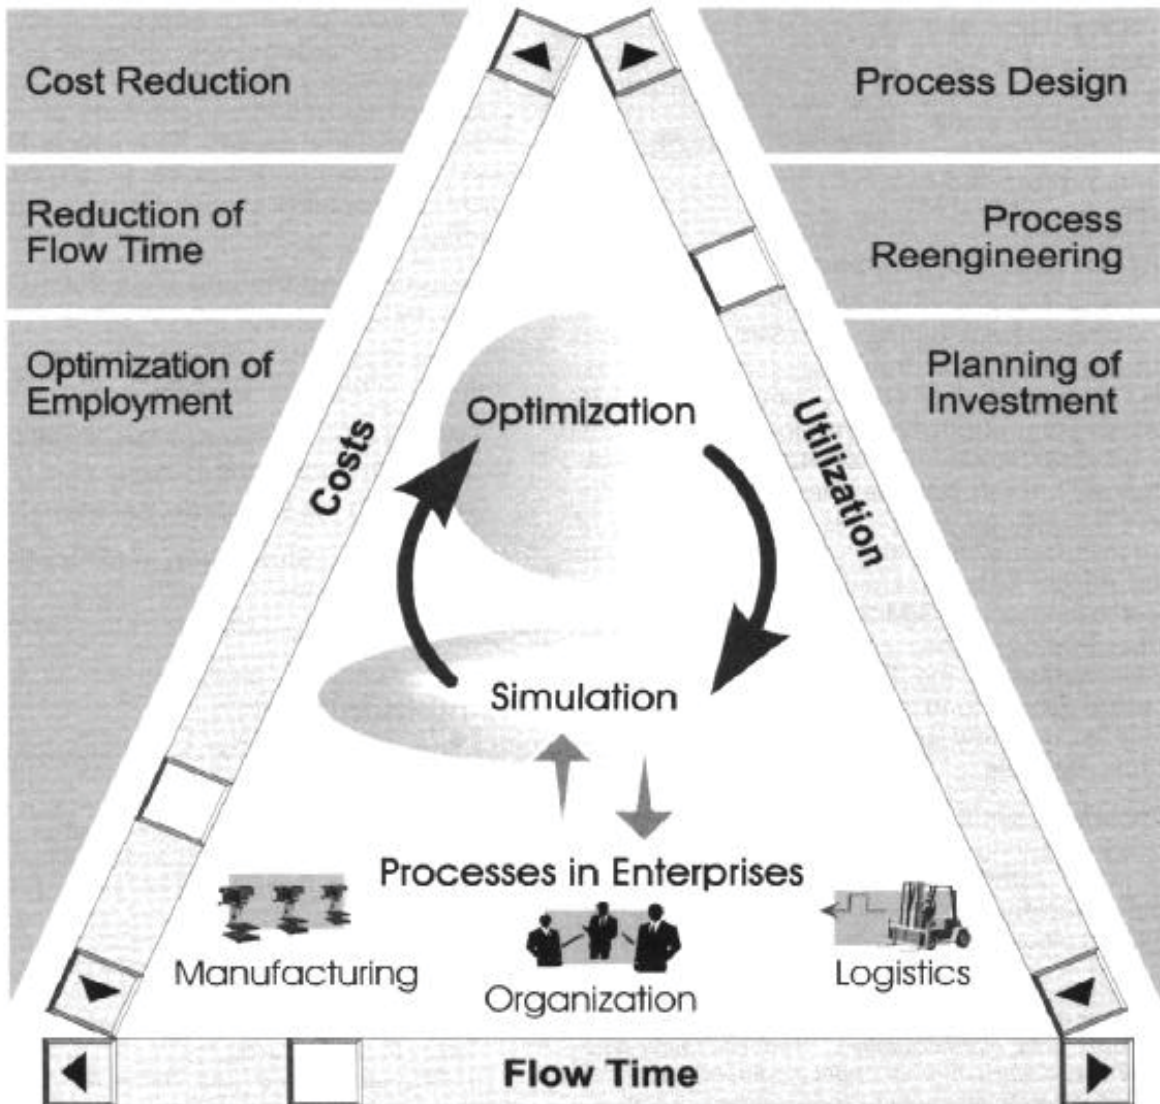 Cost Reduction
Process Design
Reduction of
Flow Time
Process
Reengineering
Optimization of
Employment
Planning of
Investment
Costs
Utilization
Optimization
Simulation
Processes in Enterprises
Manufacturing
Organization
Logistics
Flow Time